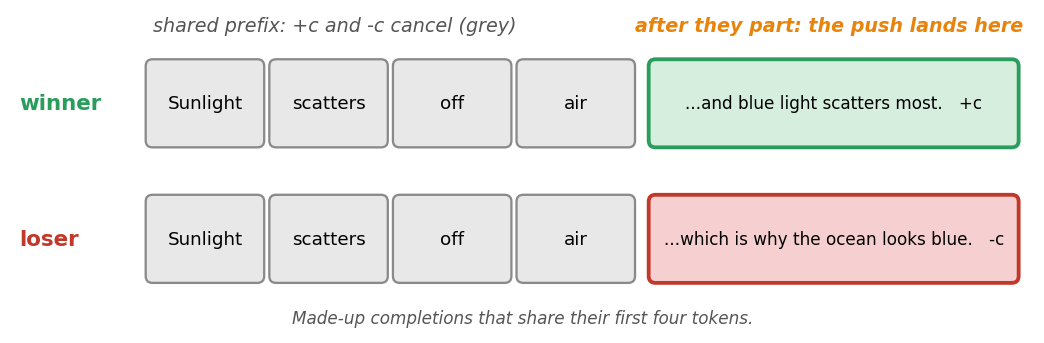 shared prefix: +c and -c cancel (grey)
after they part: the push lands here
winner
Sunlight
scatters
off
air
...and blue light scatters most.   +c
loser
Sunlight
scatters
off
air
...which is why the ocean looks blue.   -c
Made-up completions that share their first four tokens.